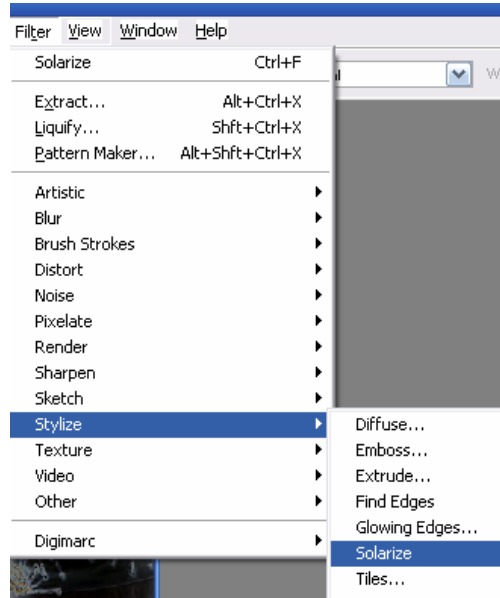 Filter View Window Help
Solarize Ctrl+F
Extract... Alt+Ctrl+X
Liquify... Shft+Ctrl+X
Pattern Maker... Alt+Shft+Ctrl+X
Artistic
Blur
Brush Strokes
Distort
Noise
Pixelate
Render
Sharpen
Sketch
Stylize
Texture
Video
Other
Digimarc
Diffuse...
Emboss...
Extrude...
Find Edges
Glowing Edges...
Solarize
Tiles...